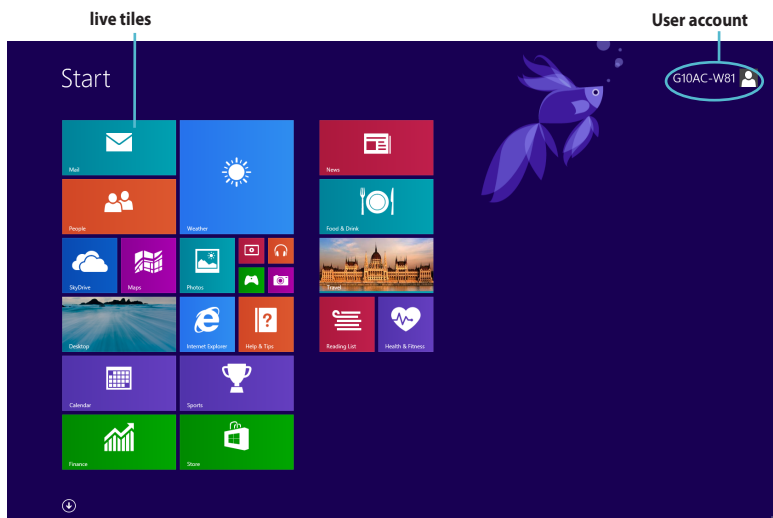 live tiles
User account
Start
G10AC-W81
Mail
Weather
News
People
Food & Drink
SkyDrive
Maps
Photos
Travel
Desktop
Internet Explorer
Help & Tips
Reading List
Health & Fitness
Calendar
Sports
Finance
Store